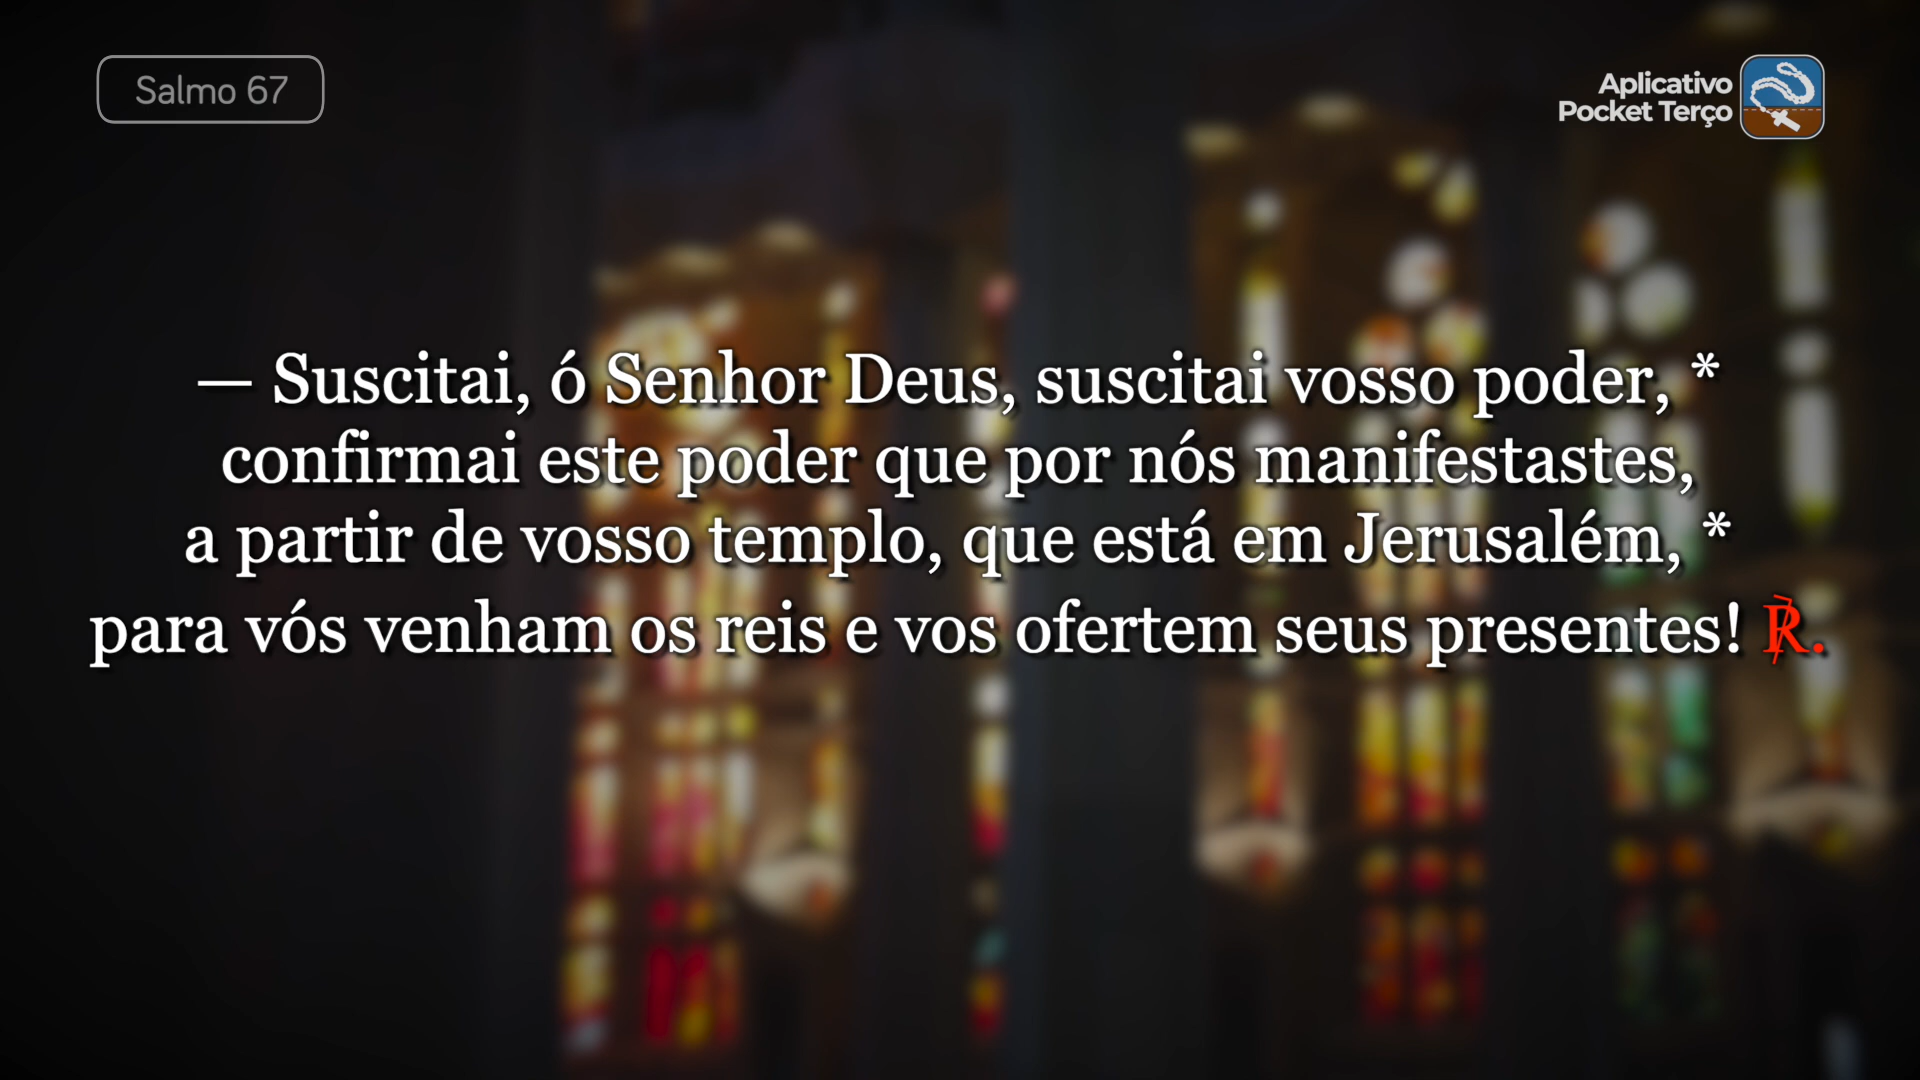 Salmo 67
Aplicativo
Pocket Terço
— Suscitai, ó Senhor Deus, suscitai vosso poder, *
confirmai este poder que por nós manifestastes,
a partir de vosso templo, que está em Jerusalém, *
para vós venham os reis e vos ofertem seus presentes! ℟.